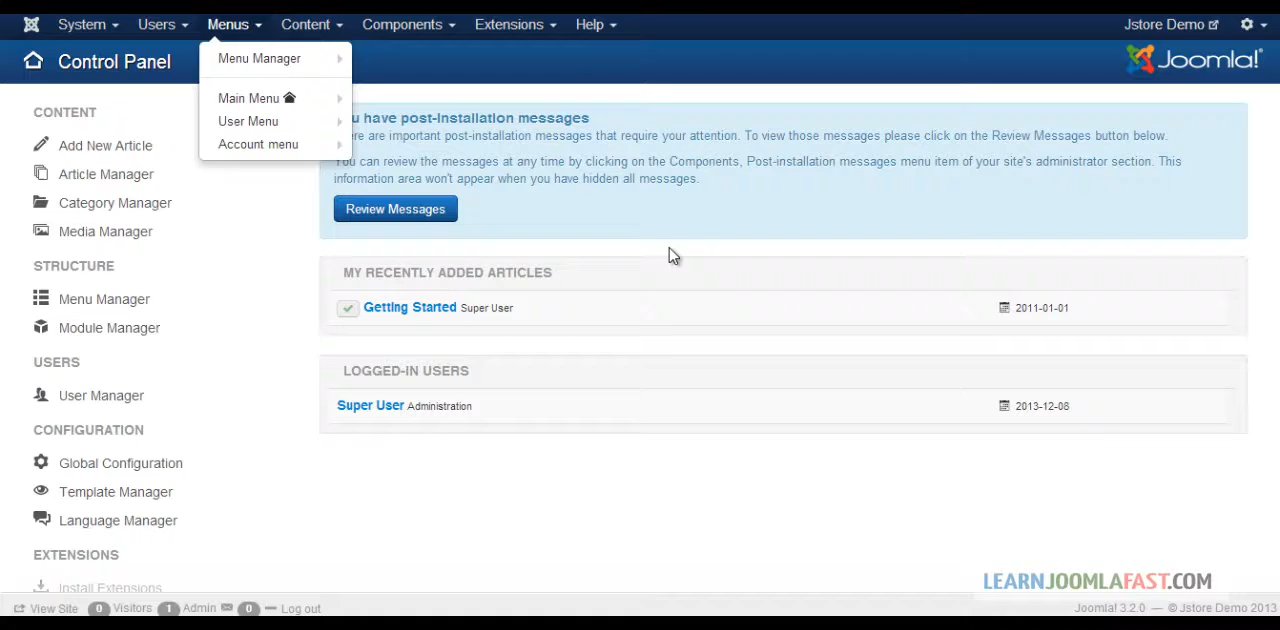 System Users Menus Content Components Extensions Help Jstore Demo
Control Panel
Joomla!
Menu Manager
Main Menu
User Menu
Account menu
CONTENT
Add New Article
Article Manager
Category Manager
Media Manager
STRUCTURE
Menu Manager
Module Manager
USERS
User Manager
CONFIGURATION
Global Configuration
Template Manager
Language Manager
EXTENSIONS
Install Extensions
u have post-installation messages
ere are important post-installation messages that require your attention. To view those messages please click on the Review Messages button below.
You can review the messages at any time by clicking on the Components, Post-installation messages menu item of your site's administrator section. This
information area won't appear when you have hidden all messages.
Review Messages
MY RECENTLY ADDED ARTICLES
Getting Started Super User 2011-01-01
LOGGED-IN USERS
Super User Administration 2013-12-08
LEARNJOOMLAFAST.COM
View Site 0 Visitors 1 Admin 0 Log out Joomla! 3.2.0 — © Jstore Demo 2013